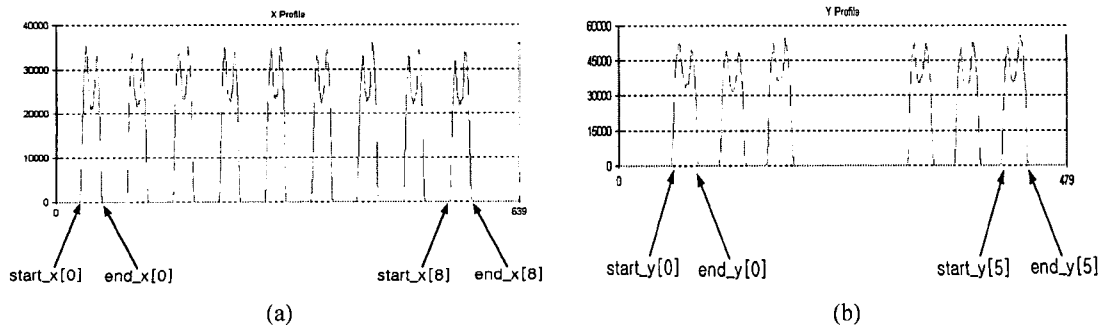 X Profile
40000
30000
20000
10000
0
0
639
start_x[0]
end_x[0]
start_x[8]
end_x[8]
(a)
Y Profile
60000
45000
30000
15000
0
0
479
start_y[0]
end_y[0]
start_y[5]
end_y[5]
(b)